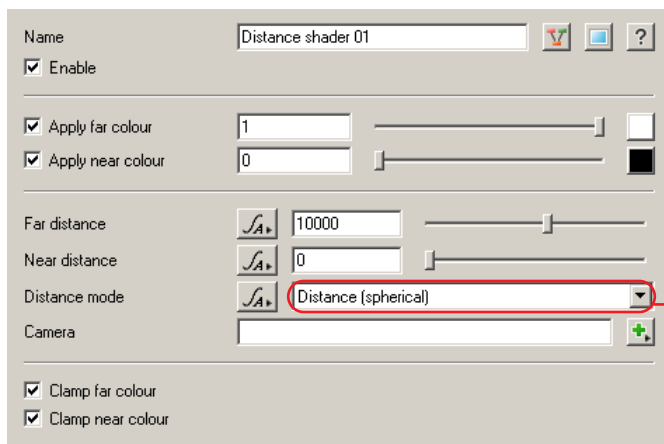 Name Distance shader 01 ?
Enable
Apply far colour 1
Apply near colour 0
Far distance 10000
Near distance 0
Distance mode Distance (spherical)
Camera
Clamp far colour
Clamp near colour